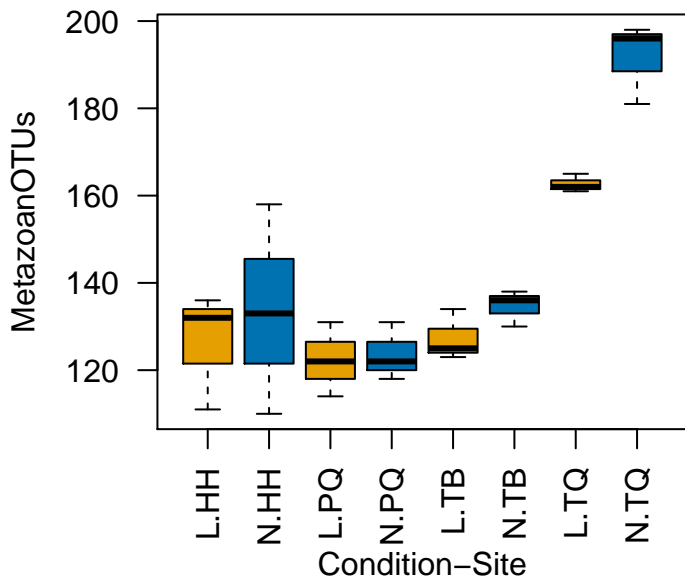 MetazoanOTUs
200
180
160
140
120
L.HH
N.HH
L.PQ
N.PQ
L.TB
N.TB
L.TQ
N.TQ
Condition−Site